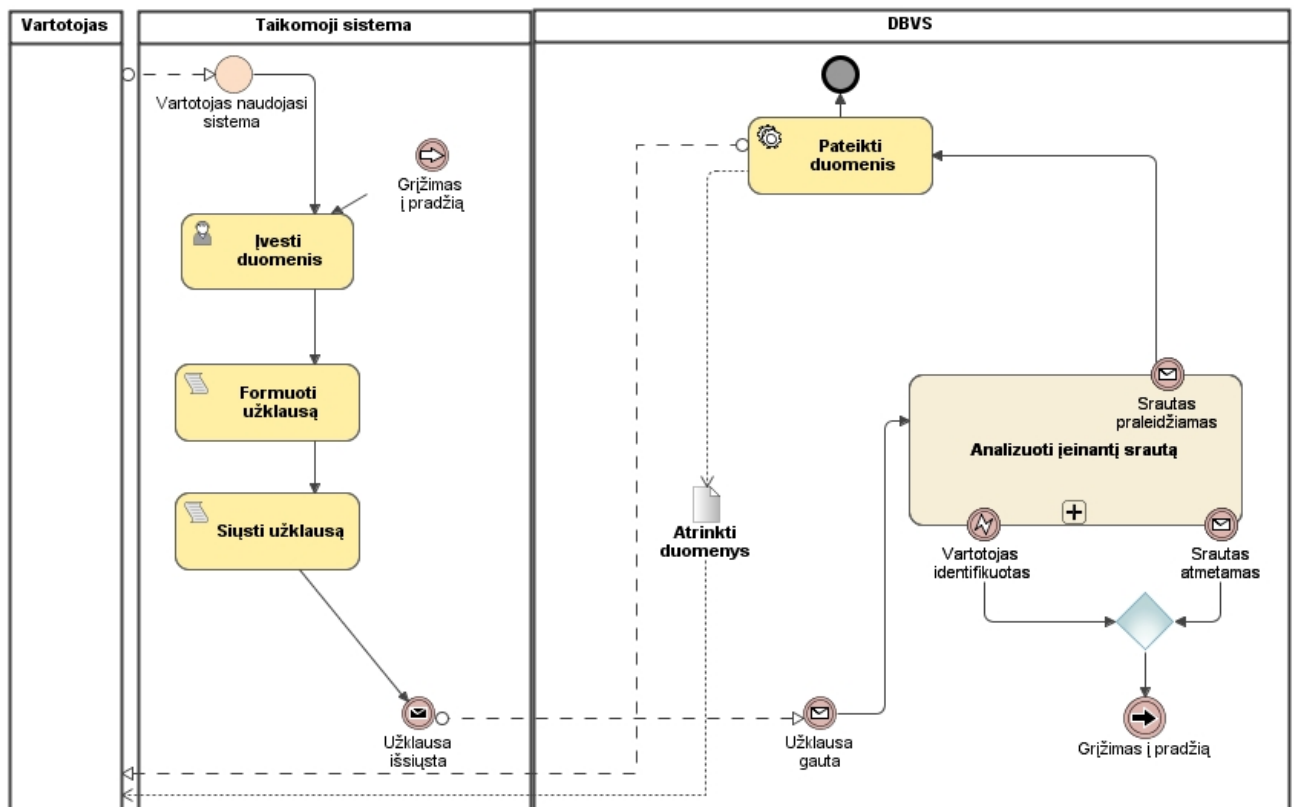 Vartotojas
Taikomoji sistema
DBVS
Vartotojas naudojasi
sistema
Grįžimas
į pradžią
Įvesti
duomenis
Formuoti
užklausą
Siųsti užklausą
Užklausa
išsiųsta
Pateikti
duomenis
Atrinkti
duomenys
Užklausa
gauta
Srautas
praleidžiamas
Analizuoti įeinantį srautą
Vartotojas
identifikuotas
Srautas
atmetamas
Grįžimas į pradžią